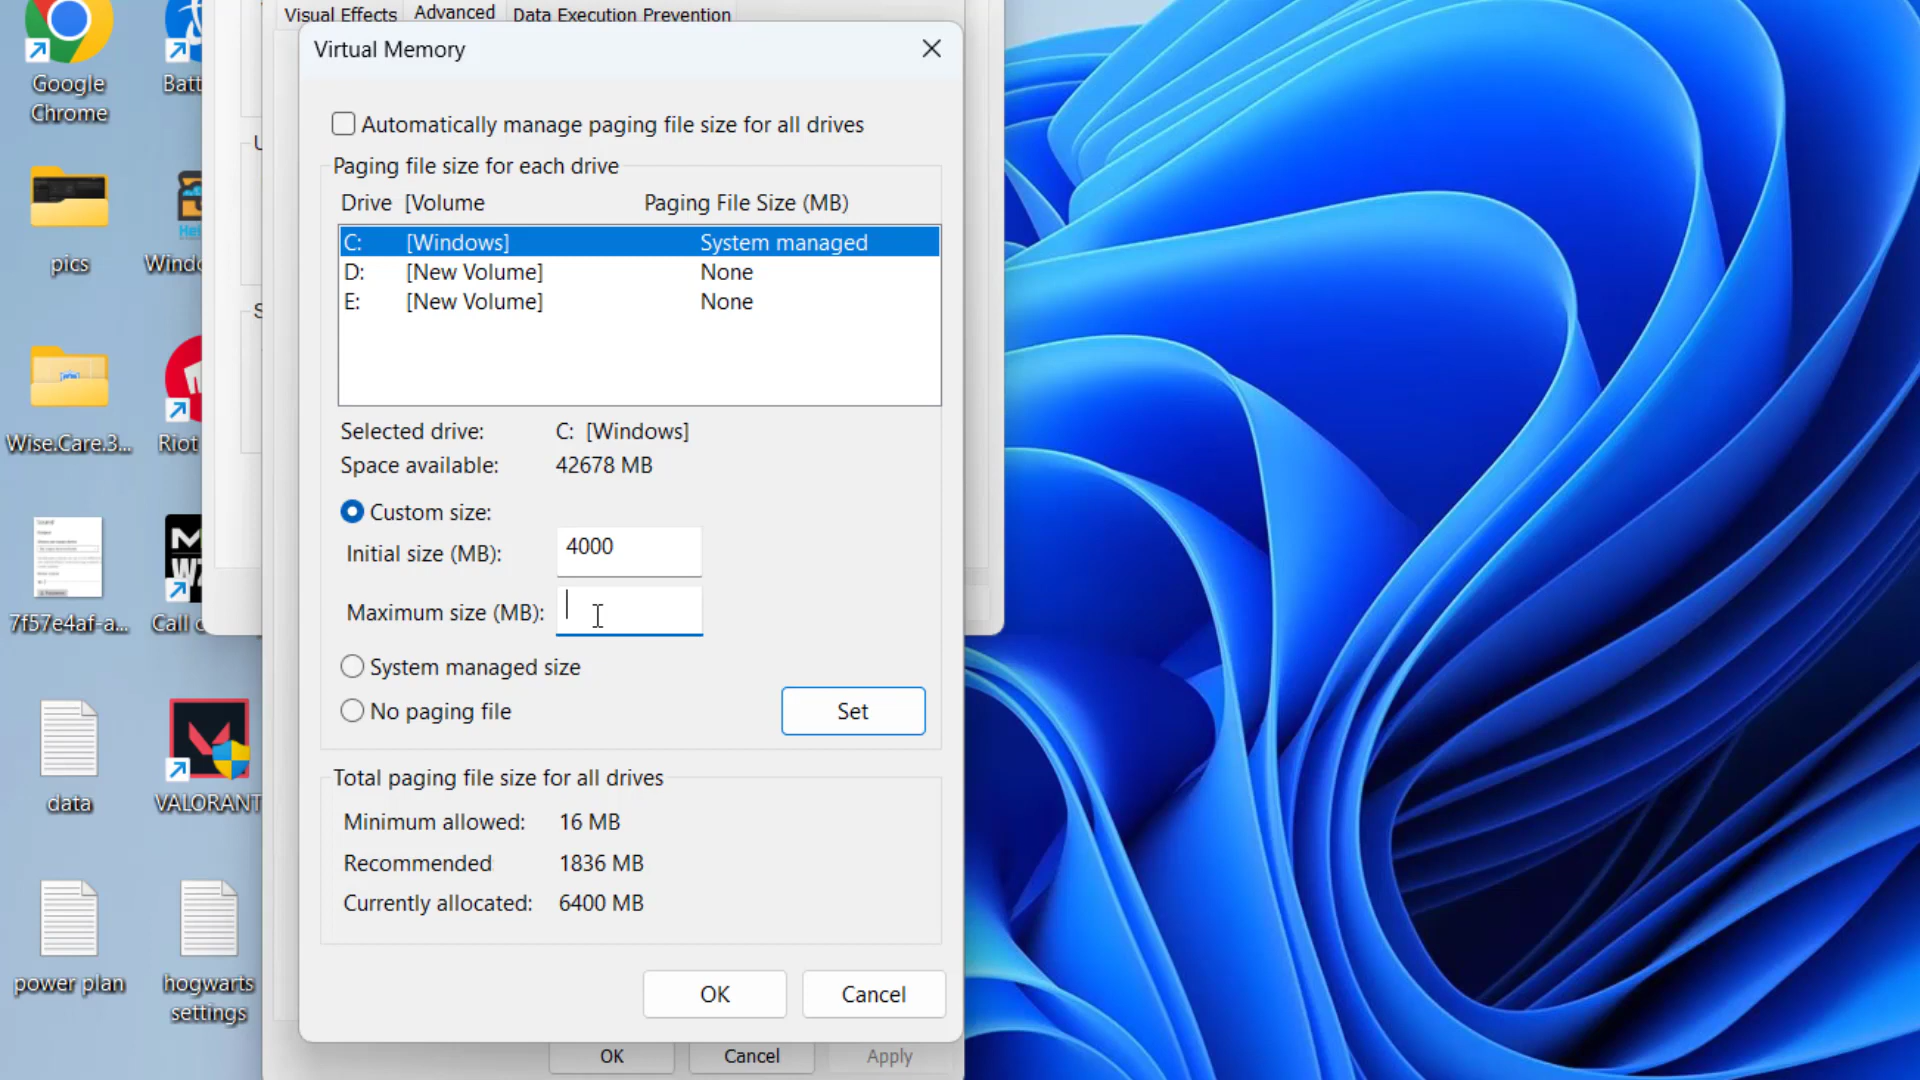 Visual Effects Advanced Data Execution Prevention
Virtual Memory
Automatically manage paging file size for all drives
Paging file size for each drive
Drive [Volume Paging File Size (MB)
C: [Windows] System managed
D: [New Volume] None
E: [New Volume] None
Selected drive: C: [Windows]
Space available: 42678 MB
Custom size:
Initial size (MB): 4000
Maximum size (MB):
System managed size
No paging file Set
Total paging file size for all drives
Minimum allowed: 16 MB
Recommended 1836 MB
Currently allocated: 6400 MB
OK Cancel
OK Cancel Apply
Google
Chrome
Batt
pics
Windo
Wise.Care.3...
Riot
7f57e4af-a...
Call
data
VALORANT
power plan
hogwarts
settings